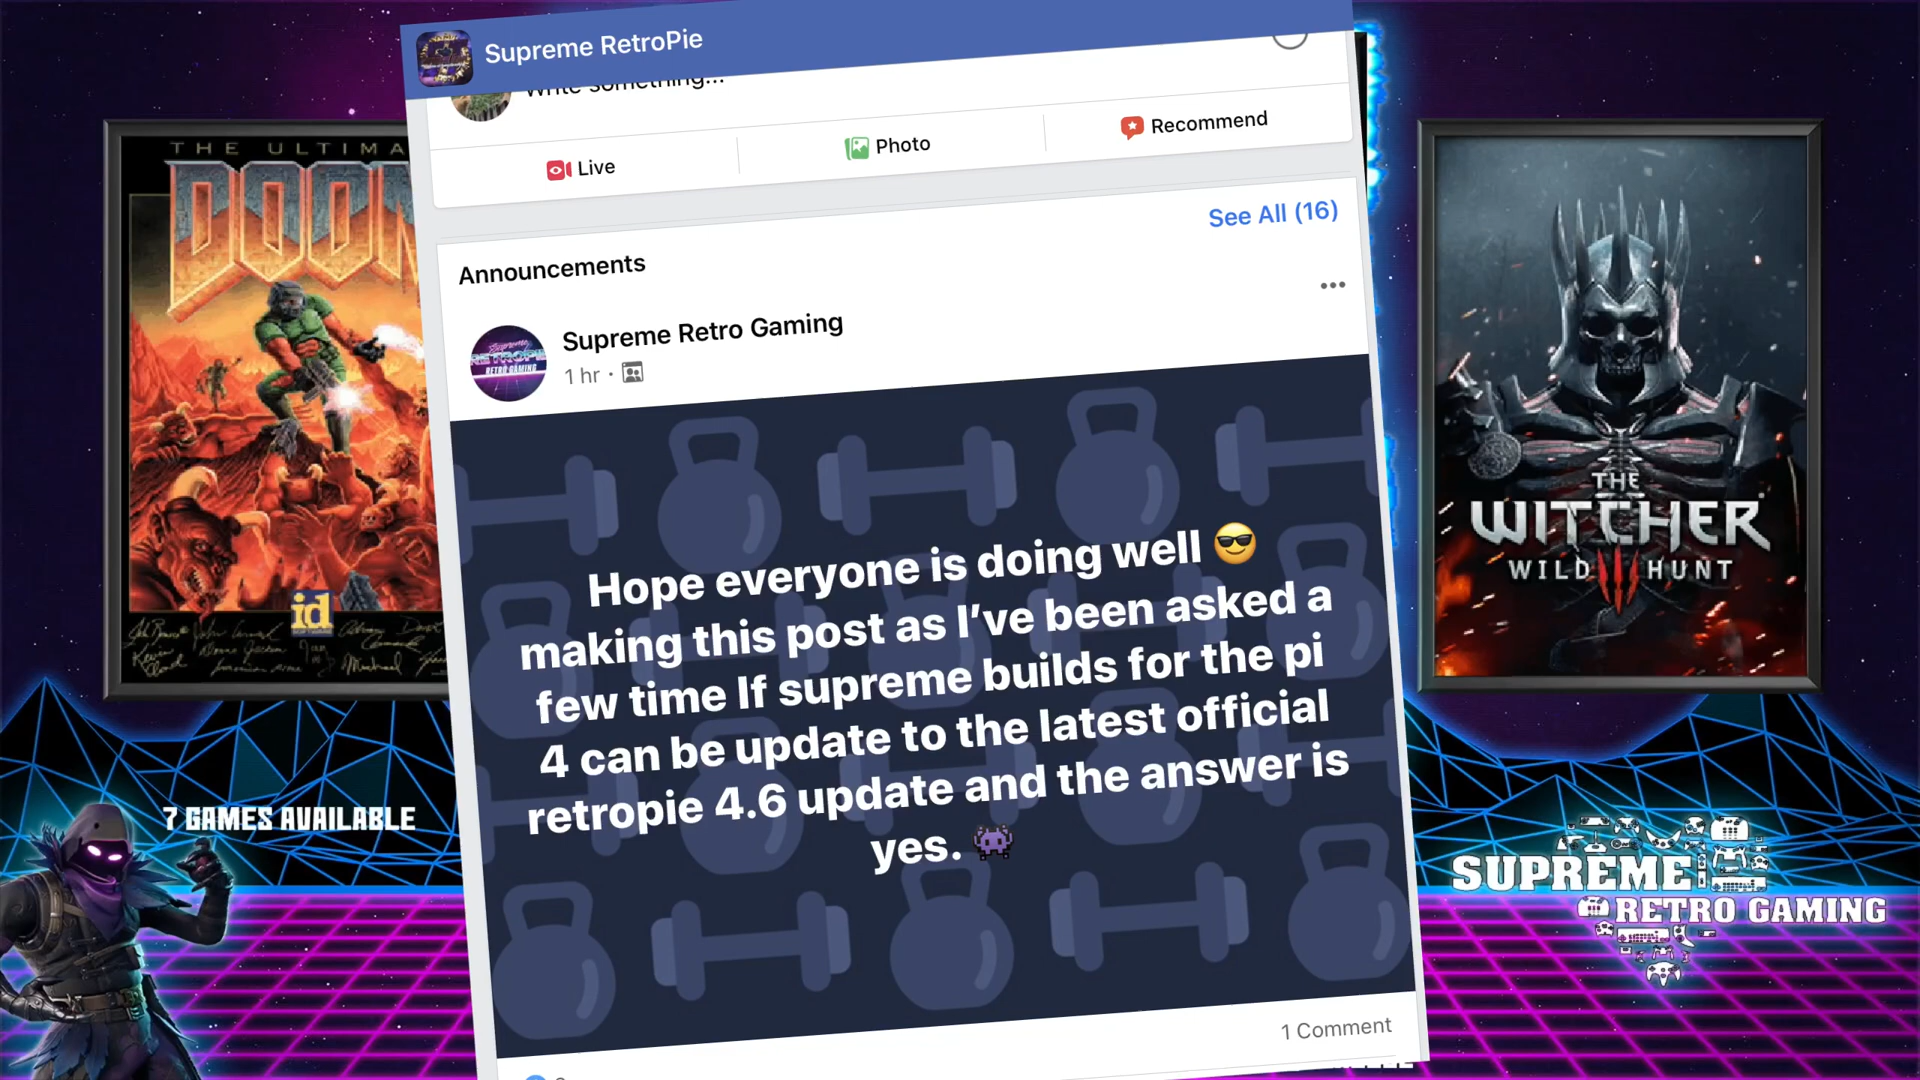 Supreme RetroPie
Write something...
Live
Photo
Recommend
See All (16)
Announcements
Supreme Retro Gaming
1 hr ·
Hope everyone is doing well 😎
making this post as I’ve been asked a
few time If supreme builds for the pi
4 can be update to the latest official
retropie 4.6 update and the answer is
yes. 👾
1 Comment
THE ULTIMA
DOOM
id
THE
WITCHER
WILD III HUNT
7 GAMES AVAILABLE
SUPREME
RETRO GAMING